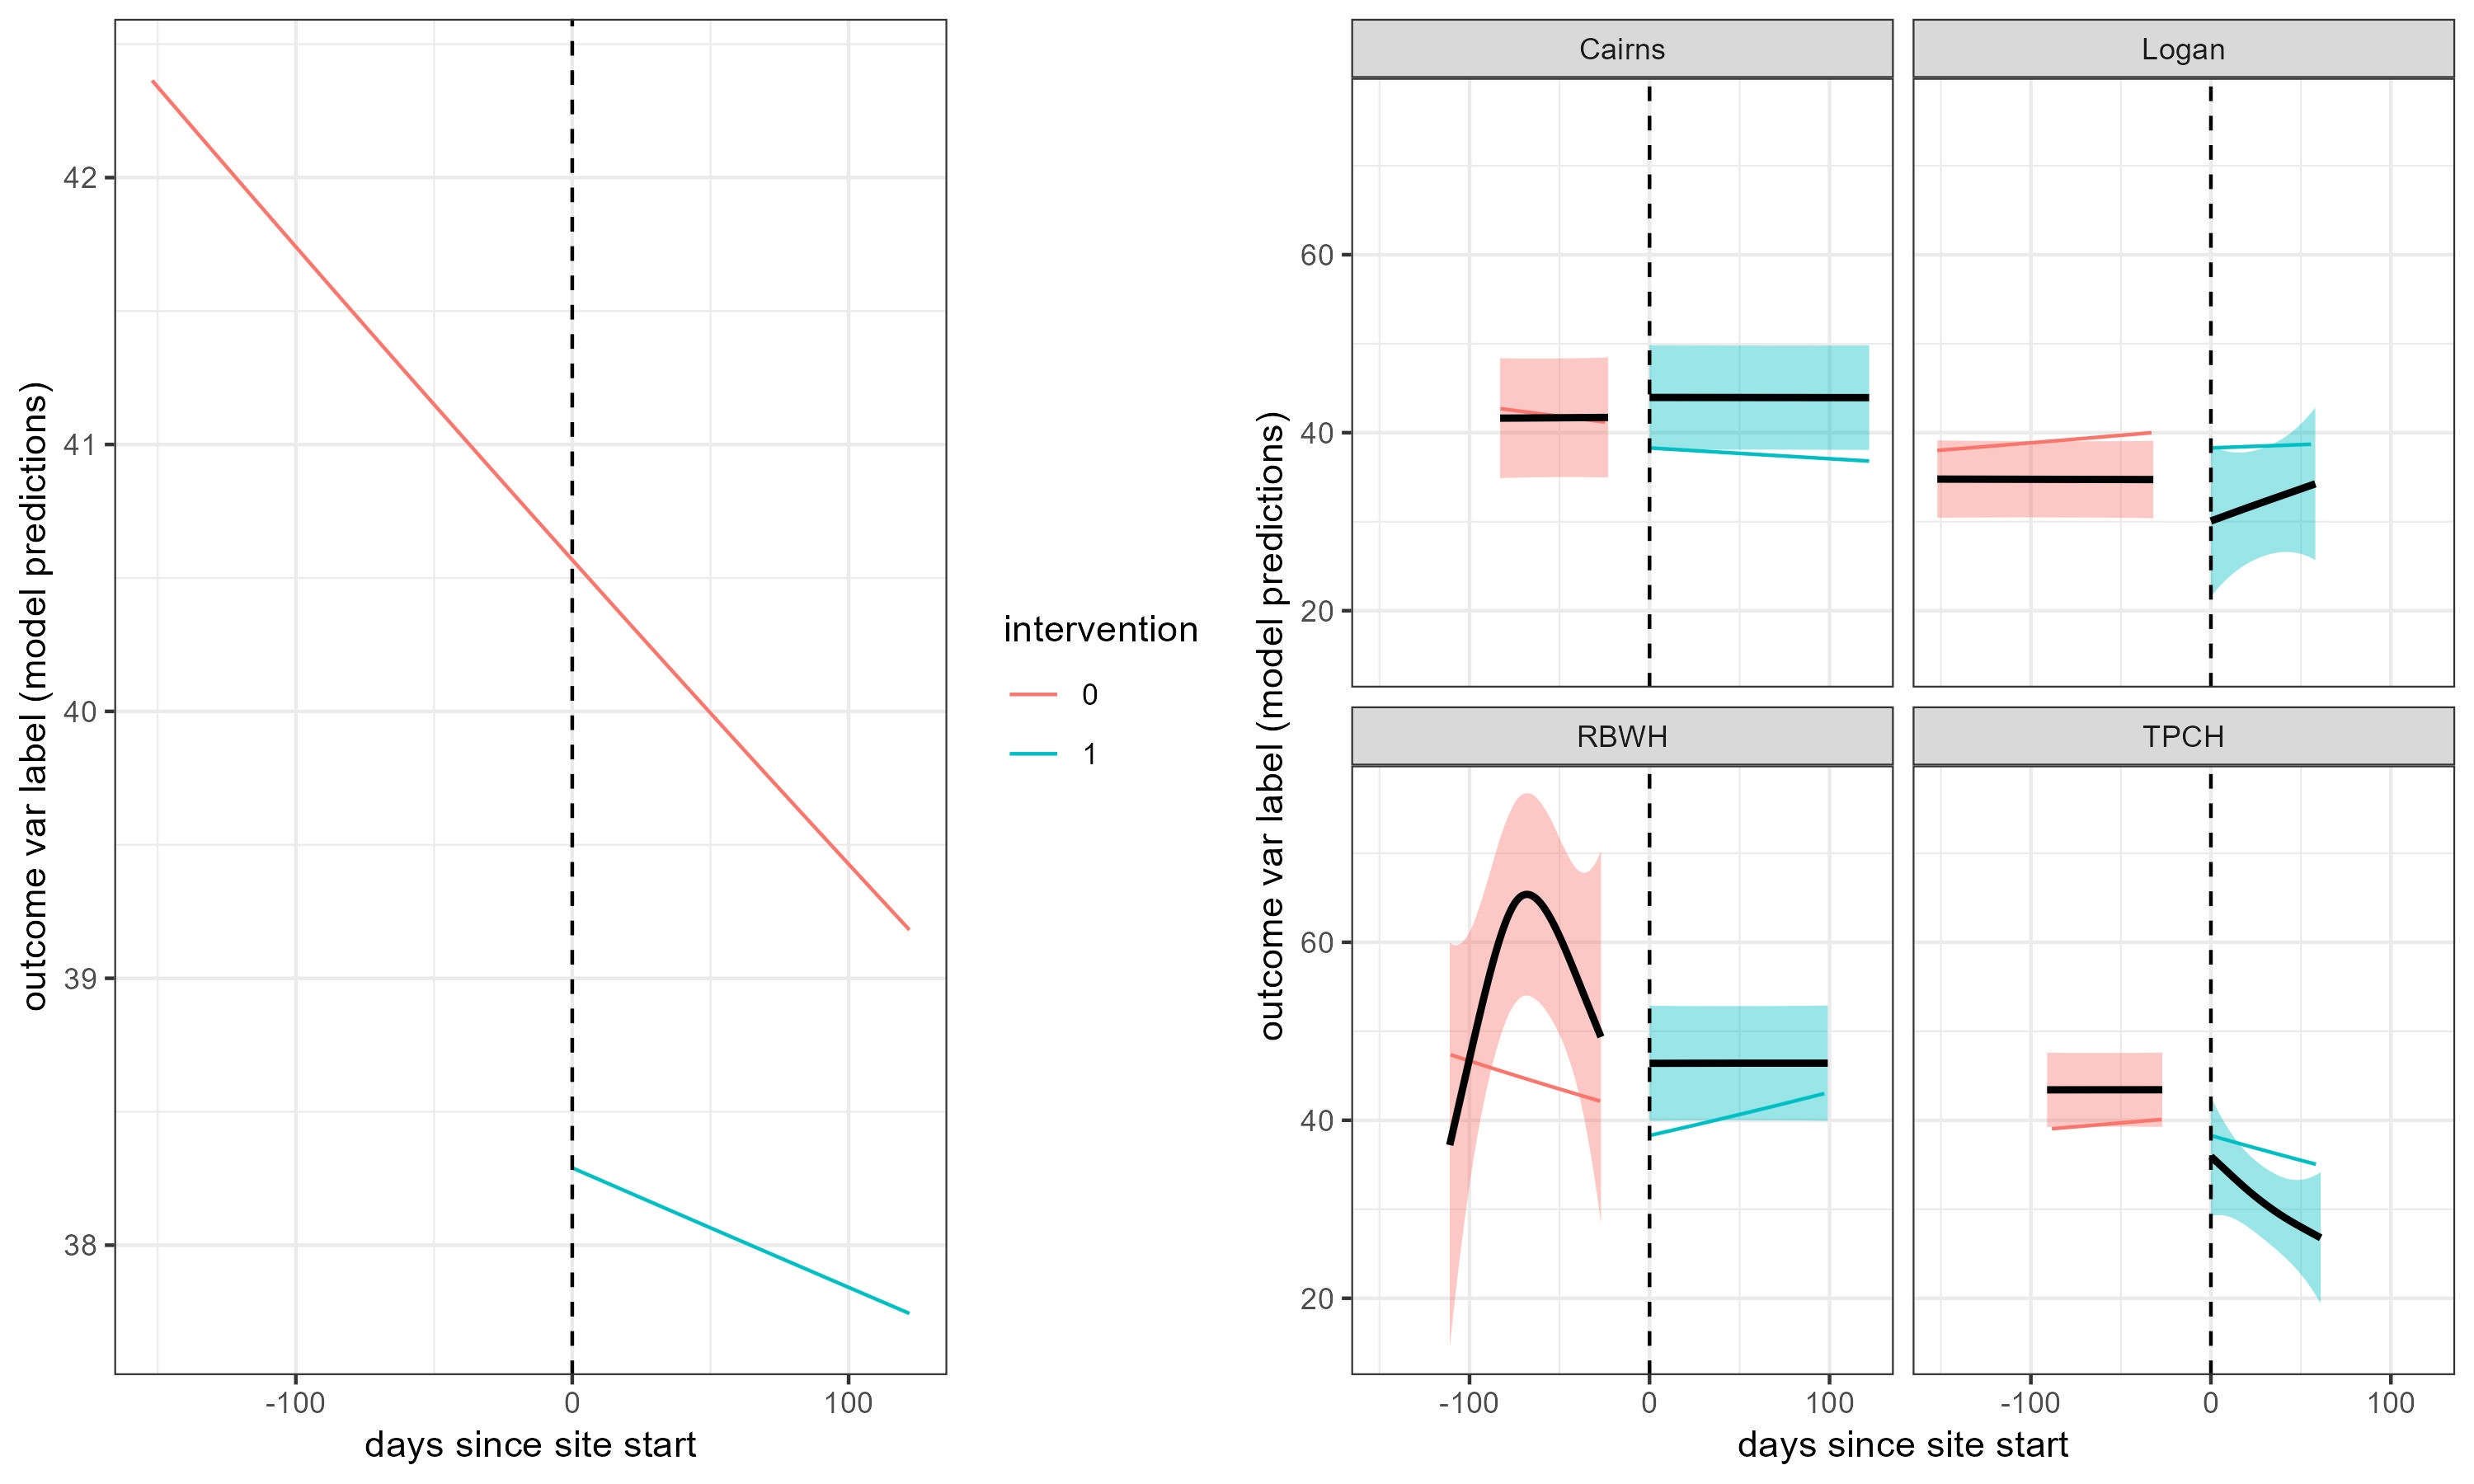 outcome var label (model predictions)
42
41
40
39
38
-100
0
100
days since site start
intervention
0
1
outcome var label (model predictions)
Cairns
Logan
60
40
20
RBWH
TPCH
60
40
20
-100
0
100
-100
0
100
days since site start